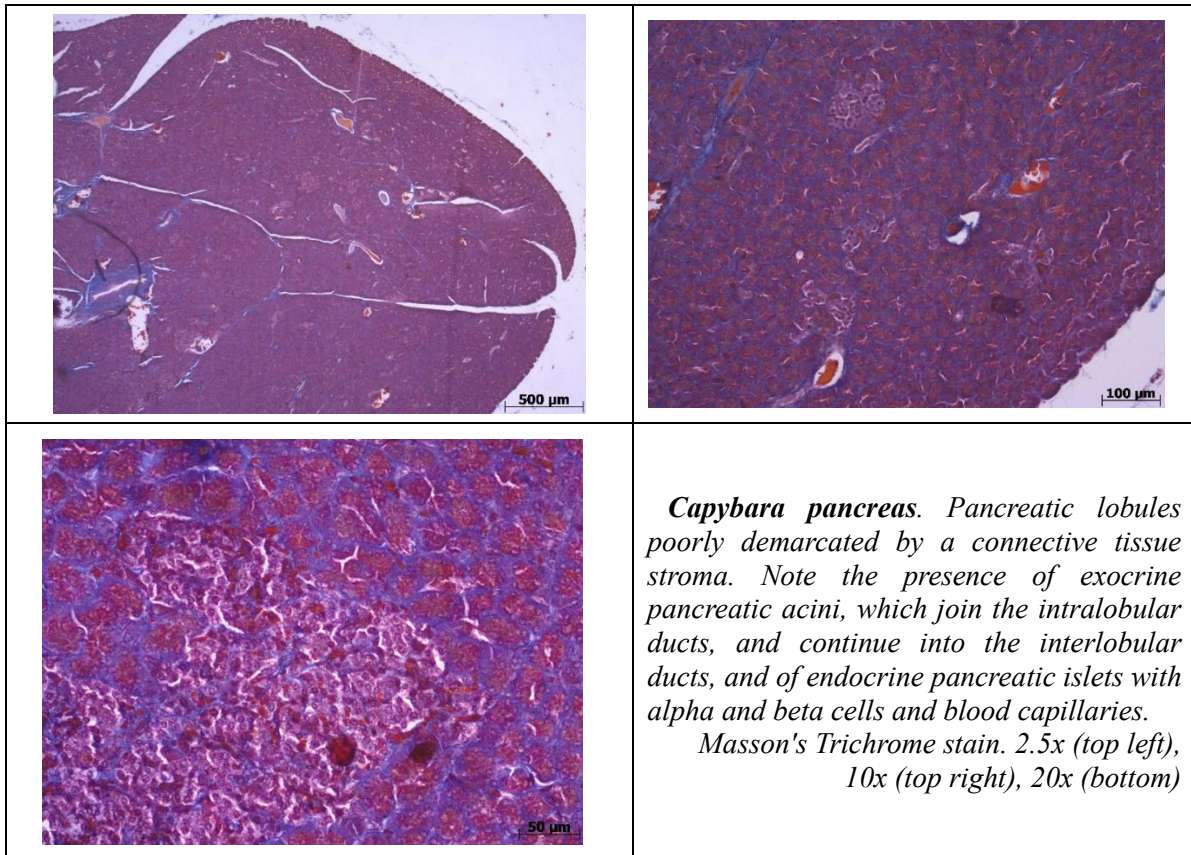 500 µm
100 µm
50 µm
Capybara pancreas. Pancreatic lobules
poorly demarcated by a connective tissue
stroma. Note the presence of exocrine
pancreatic acini, which join the intralobular
ducts, and continue into the interlobular
ducts, and of endocrine pancreatic islets with
alpha and beta cells and blood capillaries.
Masson's Trichrome stain. 2.5x (top left),
10x (top right), 20x (bottom)